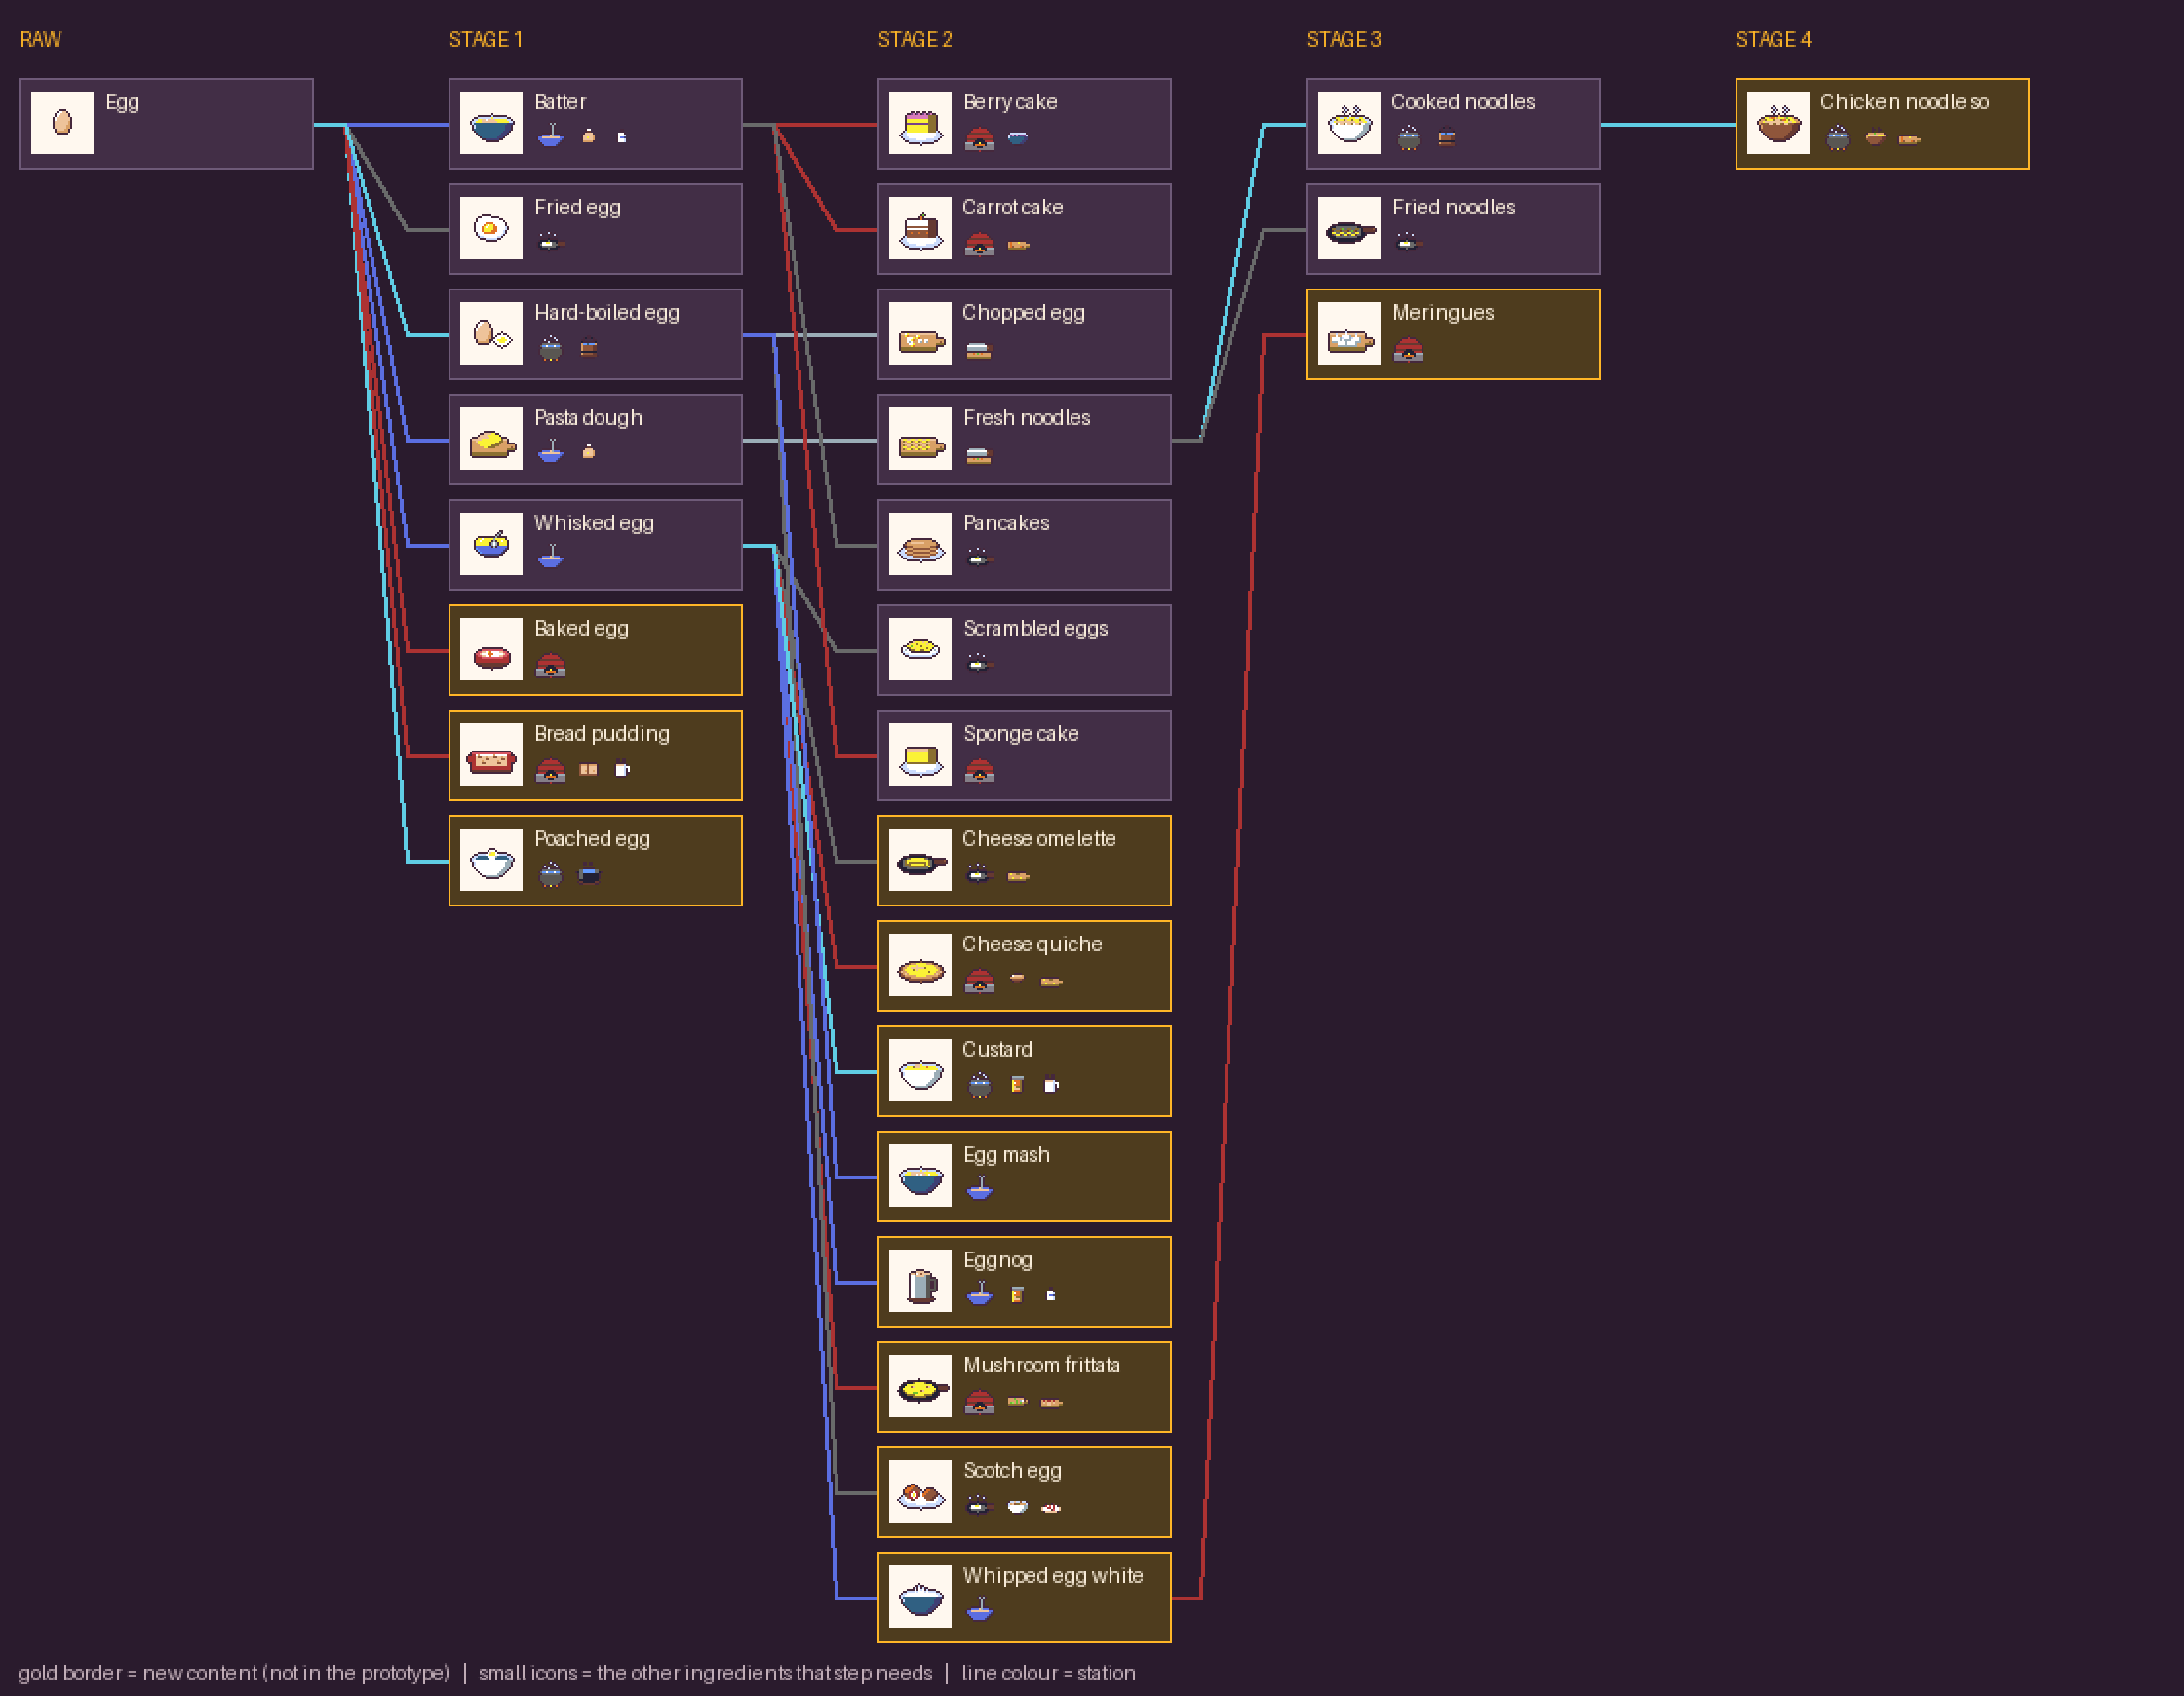 RAW
STAGE 1
STAGE 2
STAGE 3
STAGE 4
Egg
Batter
Fried egg
Hard-boiled egg
Pasta dough
Whisked egg
Baked egg
Bread pudding
Poached egg
Berry cake
Carrot cake
Chopped egg
Fresh noodles
Pancakes
Scrambled eggs
Sponge cake
Cheese omelette
Cheese quiche
Custard
Egg mash
Eggnog
Mushroom frittata
Scotch egg
Whipped egg white
Cooked noodles
Fried noodles
Meringues
Chicken noodle so
gold border = new content (not in the prototype) | small icons = the other ingredients that step needs | line colour = station